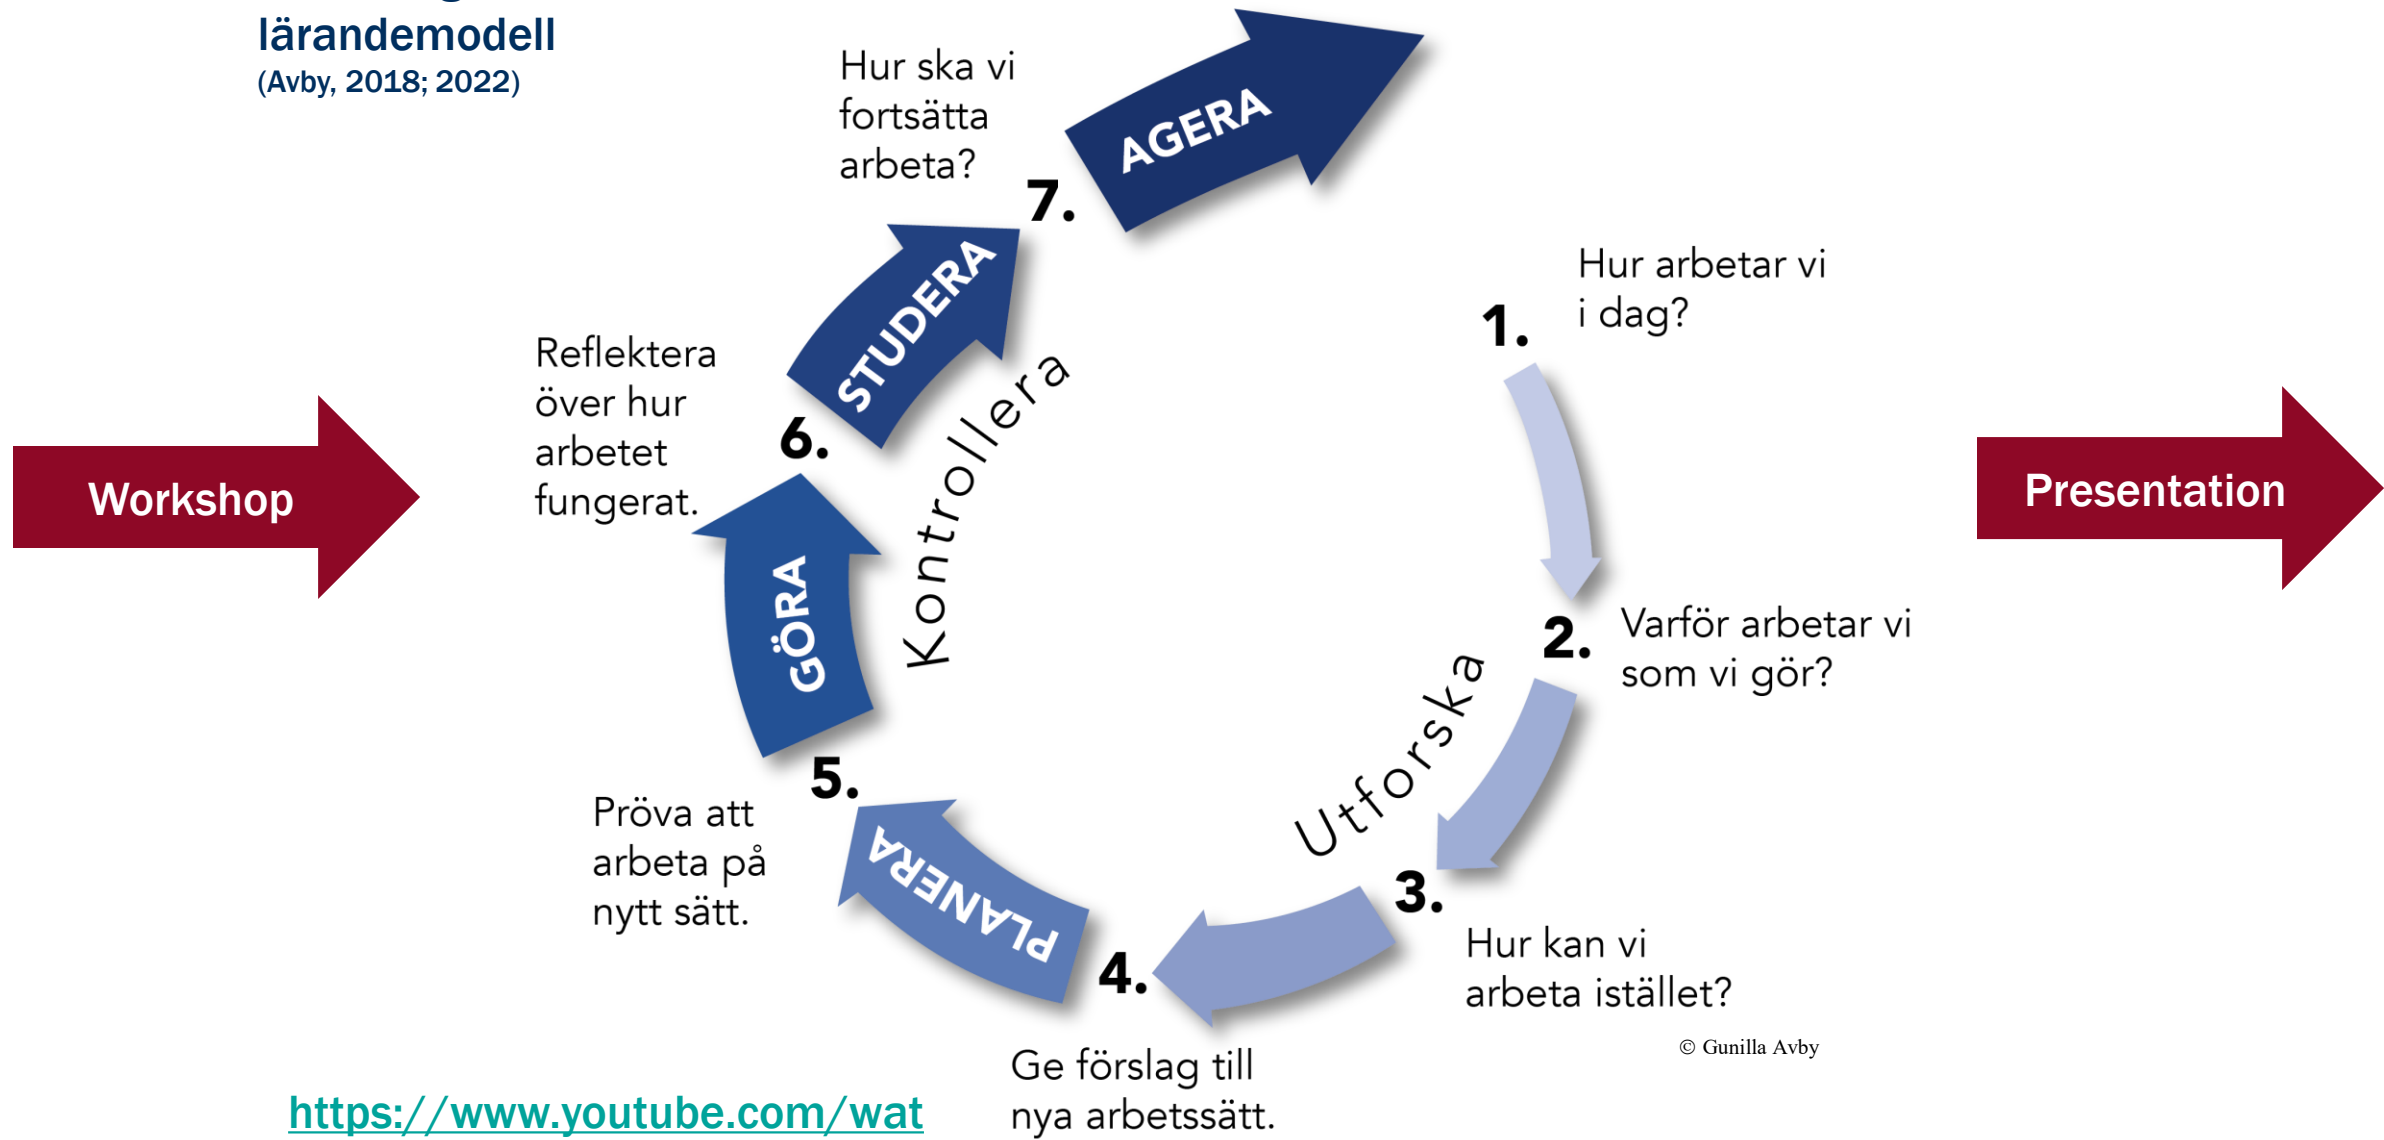 lärandemodell
(Avby, 2018; 2022)
Workshop
Presentation
1.
Hur arbetar vi
i dag?
2.
Varför arbetar vi
som vi gör?
3.
Hur kan vi
arbeta istället?
4.
Ge förslag till
nya arbetssätt.
PLANERA
5.
Pröva att
arbeta på
nytt sätt.
GÖRA
6.
Reflektera
över hur
arbetet
fungerat.
STUDERA
7.
Hur ska vi
fortsätta
arbeta?
AGERA
Kontrollera
Utforska
© Gunilla Avby
https://www.youtube.com/wat